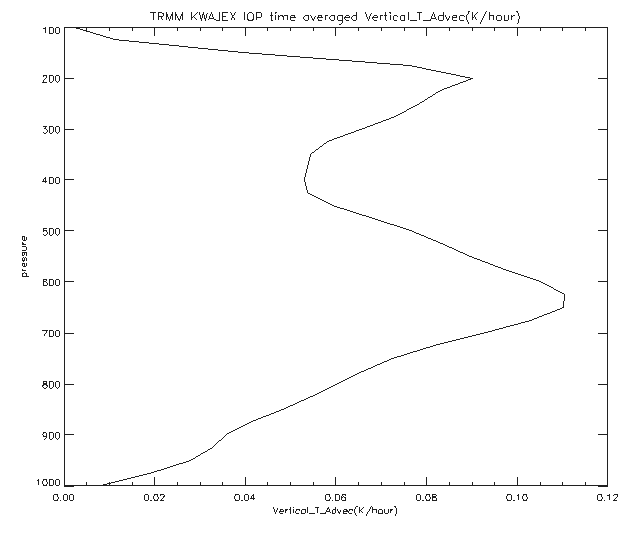 TRMM KWAJEX IOP time averaged Vertical_T_Advec(K/hour)
100
200
300
400
500
600
700
800
900
1000
pressure
0.00 0.02 0.04 0.06 0.08 0.10 0.12
Vertical_T_Advec(K/hour)